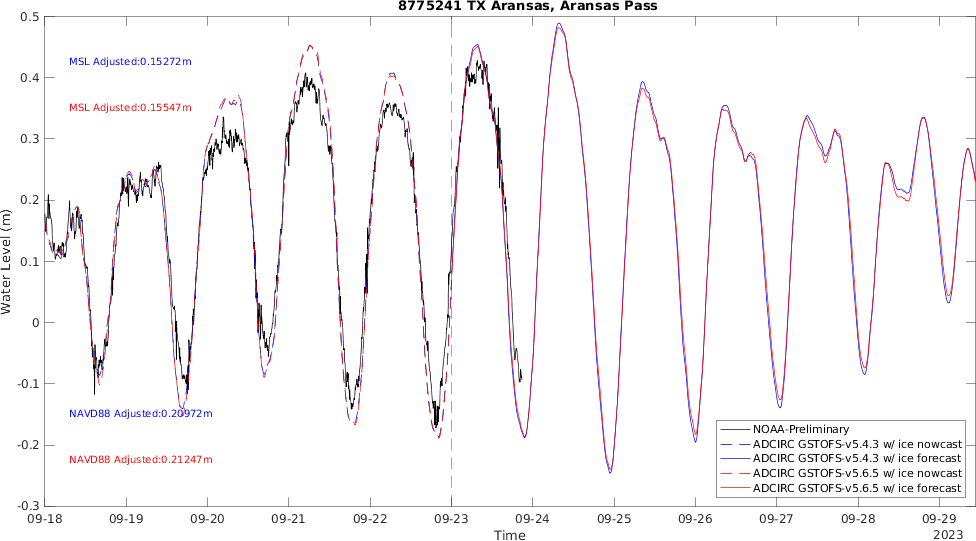 8775241 TX Aransas, Aransas Pass
0.5
0.4
0.3
0.2
0.1
0
-0.1
-0.2
-0.3
Water Level (m)
MSL Adjusted:0.15272m
MSL Adjusted:0.15547m
NAVD88 Adjusted:0.20972m
NAVD88 Adjusted:0.21247m
NOAA-Preliminary
ADCIRC GSTOFS-v5.4.3 w/ ice nowcast
ADCIRC GSTOFS-v5.4.3 w/ ice forecast
ADCIRC GSTOFS-v5.6.5 w/ ice nowcast
ADCIRC GSTOFS-v5.6.5 w/ ice forecast
09-18 09-19 09-20 09-21 09-22 09-23 09-24 09-25 09-26 09-27 09-28 09-29
2023
Time